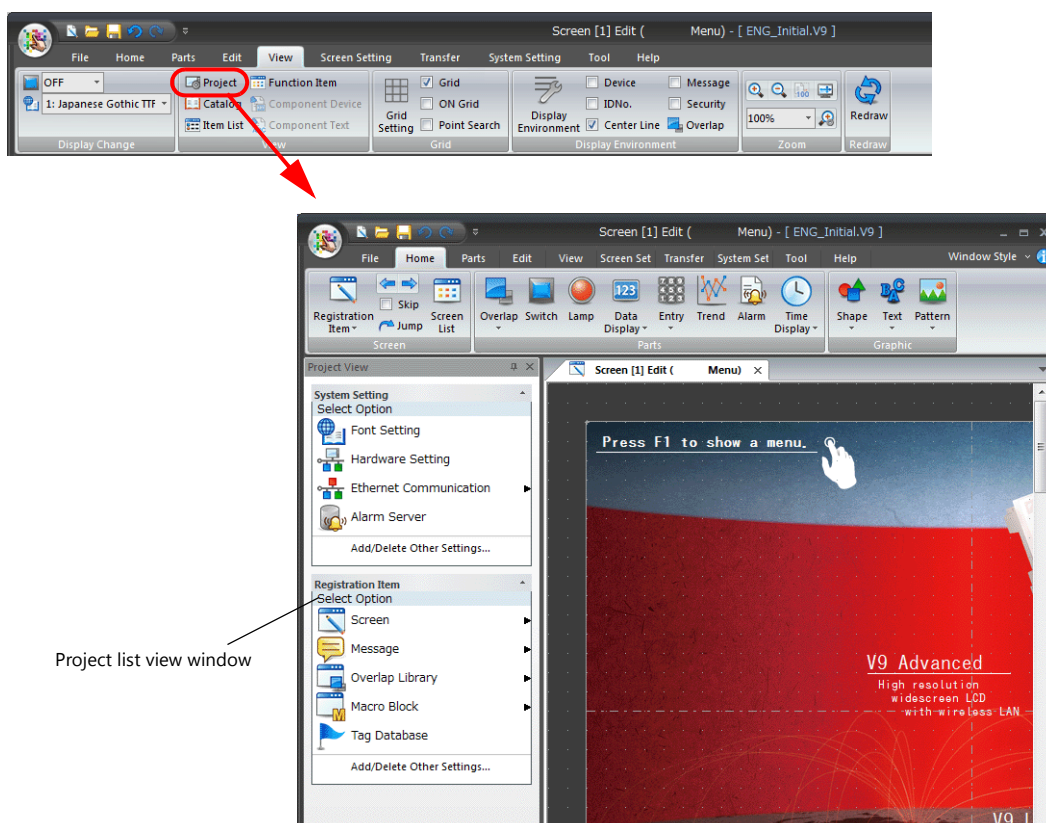 Screen [1] Edit ( Menu) - [ ENG_Initial.V9 ]
File Home Parts Edit View Screen Setting Transfer System Setting Tool Help
OFF Project Function Item Grid Device Message
1: Japanese Gothic TTF Catalog Component Device Grid Setting ON Grid Display Environment IDNo. Security 100% Redraw
Item List Component Text Point Search Center Line Overlap
Display Change View Grid Display Environment Zoom Redraw
Screen [1] Edit ( Menu) - [ ENG_Initial.V9 ]
File Home Parts Edit View Screen Set Transfer System Set Tool Help Window Style
Skip 123
Registration Screen Overlap Switch Lamp Data Entry Trend Alarm Time Shape Text Pattern
Item Jump List Display Display
Screen Parts Graphic
Project View Screen [1] Edit ( Menu)
System Setting
Select Option
Font Setting
Press F1 to show a menu.
Hardware Setting
Ethernet Communication
Alarm Server
Add/Delete Other Settings...
Registration Item
Select Option
Screen
Message
Project list view window
V9 Advanced
Overlap Library
High resolution
widescreen LCD
Macro Block
with wireless LAN
Tag Database
Add/Delete Other Settings...